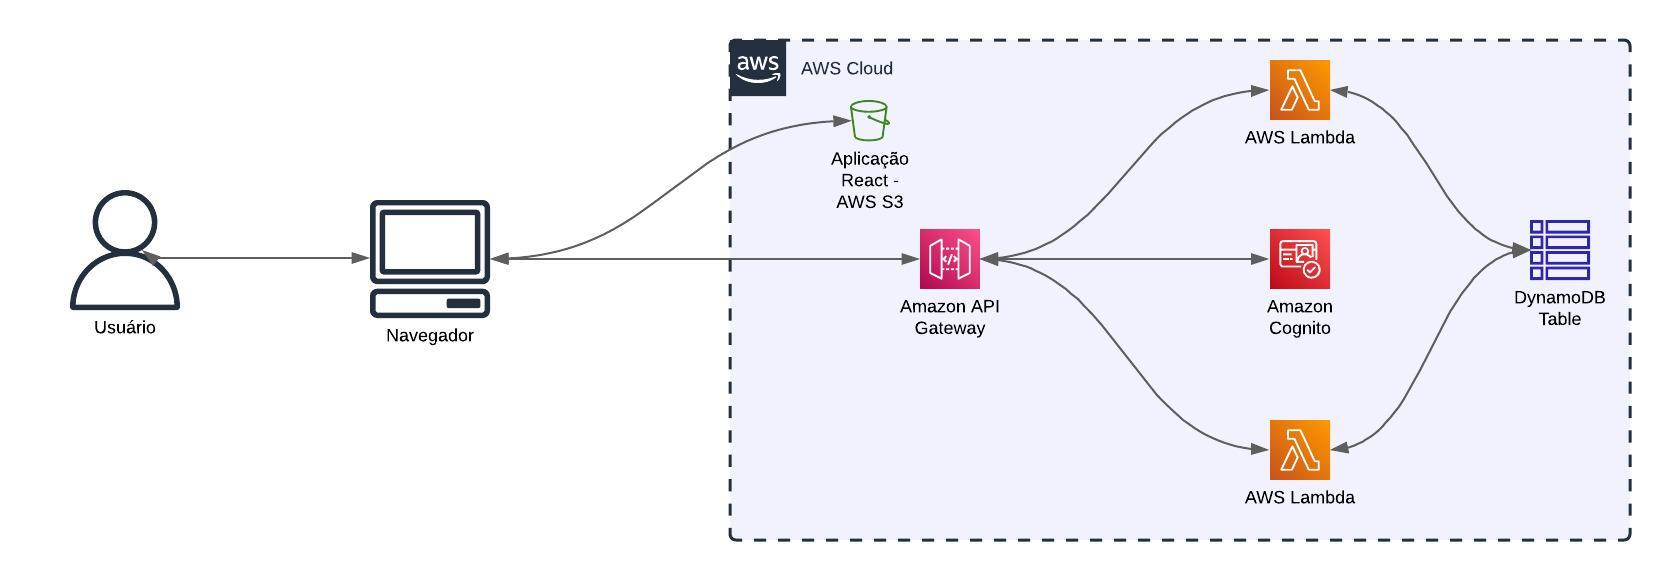 aws
AWS Cloud
Aplicação
React -
AWS S3
AWS Lambda
Usuário
Navegador
Amazon API
Gateway
Amazon
Cognito
DynamoDB
Table
AWS Lambda